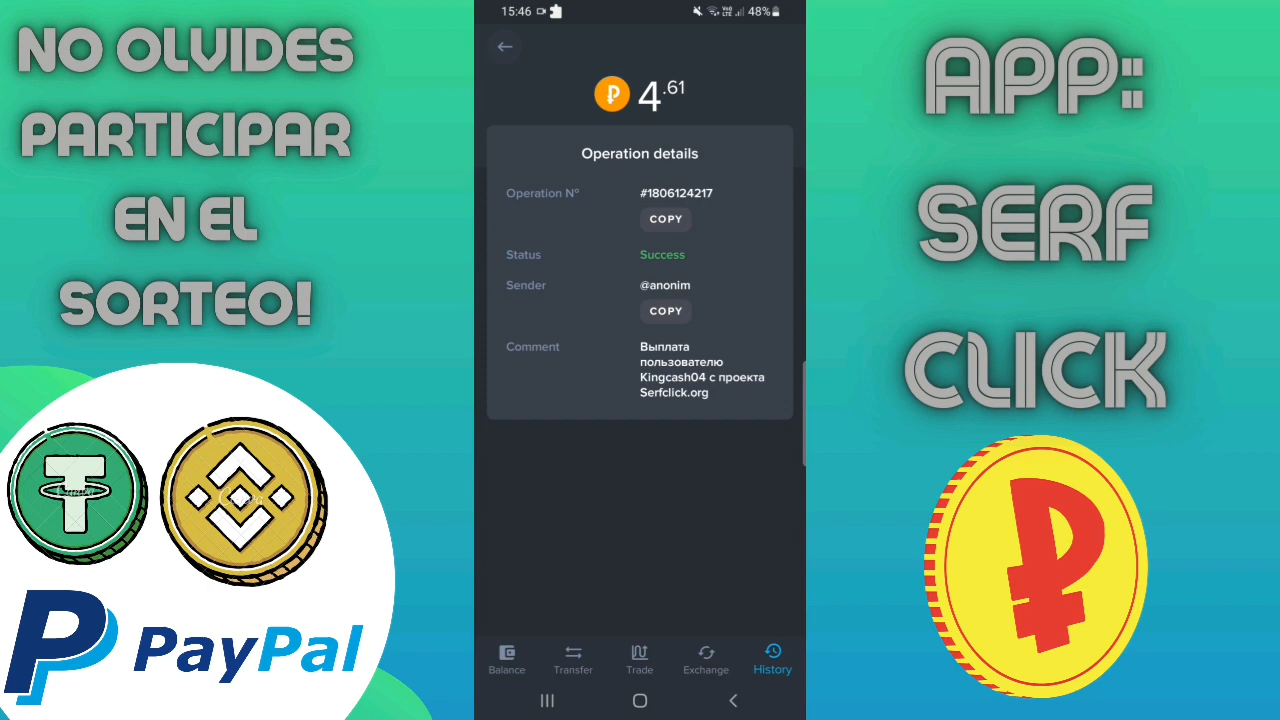 NO OLVIDES
PARTICIPAR
EN EL
SORTEO!
PayPal
15:46
48%
4.61
Operation details
Operation Nº
#1806124217
COPY
Status
Success
Sender
@anonim
COPY
Comment
Выплата
пользователю
Kingcash04 с проекта
Serfclick.org
Balance
Transfer
Trade
Exchange
History
APP:
SERF
CLICK